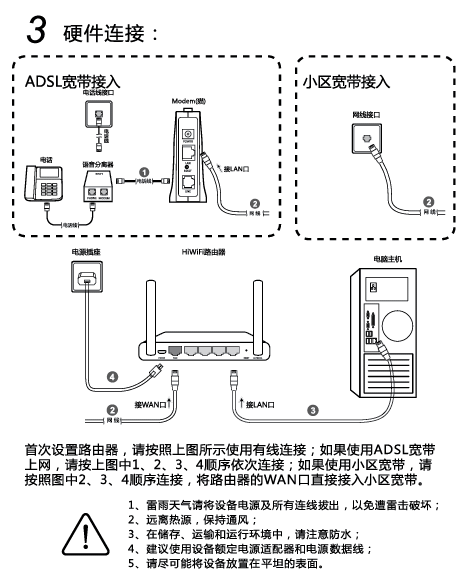 3 硬件连接：
ADSL宽带接入
小区宽带接入
电话线接口
Modem(猫)
网线接口
电话线
POWER
电话
语音分离器
1
电话线
LAN
接LAN口
RESET
LINE
PHONE MODEM
2
网 线
2
网 线
电话线
电源插座
HiWiFi路由器
电脑主机
4
接WAN口
接LAN口
2
网 线
3
首次设置路由器，请按照上图所示使用有线连接；如果使用ADSL宽带
上网，请按上图中1、2、3、4顺序依次连接；如果使用小区宽带，请
按照图中2、3、4顺序连接，将路由器的WAN口直接接入小区宽带。
1、雷雨天气请将设备电源及所有连线拔出，以免遭雷击破坏；
2、远离热源，保持通风；
3、在储存、运输和运行环境中，请注意防水；
4、建议使用设备额定电源适配器和电源数据线；
5、请尽可能将设备放置在平坦的表面。